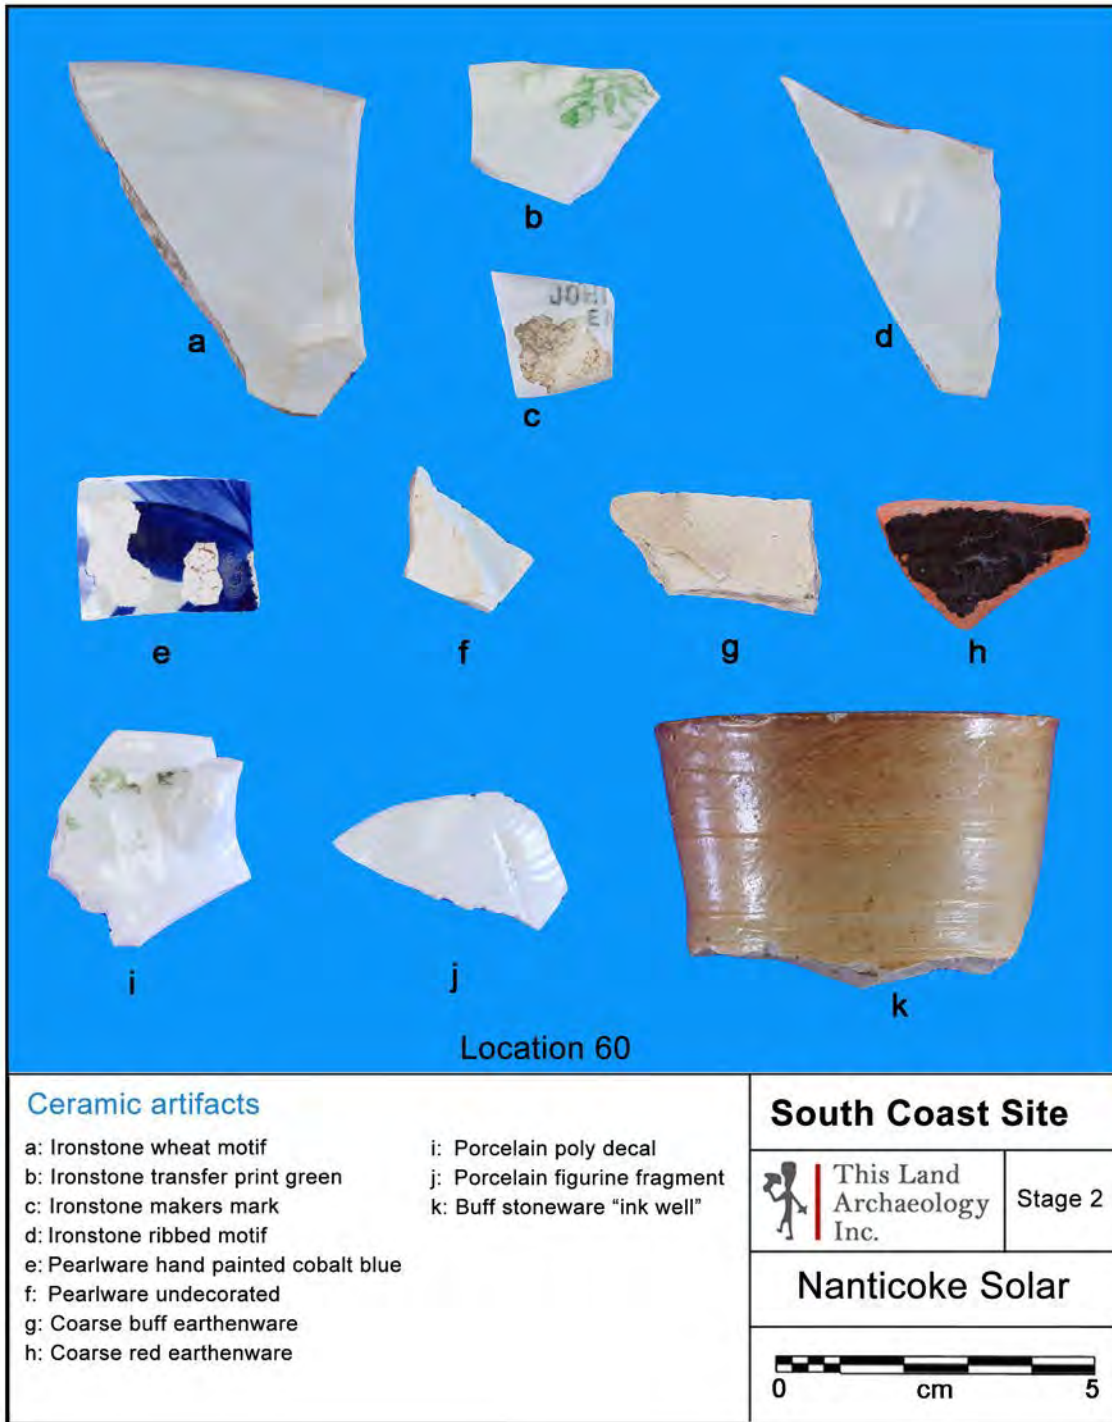 a
b
JOH
E
c
d
e
f
g
h
i
j
k
Location 60
Ceramic artifacts
a: Ironstone wheat motif
b: Ironstone transfer print green
c: Ironstone makers mark
d: Ironstone ribbed motif
e: Pearlware hand painted cobalt blue
f: Pearlware undecorated
g: Coarse buff earthenware
h: Coarse red earthenware
i: Porcelain poly decal
j: Porcelain figurine fragment
k: Buff stoneware “ink well”
South Coast Site
This Land
Archaeology
Inc.
Stage 2
Nanticoke Solar
0 cm 5